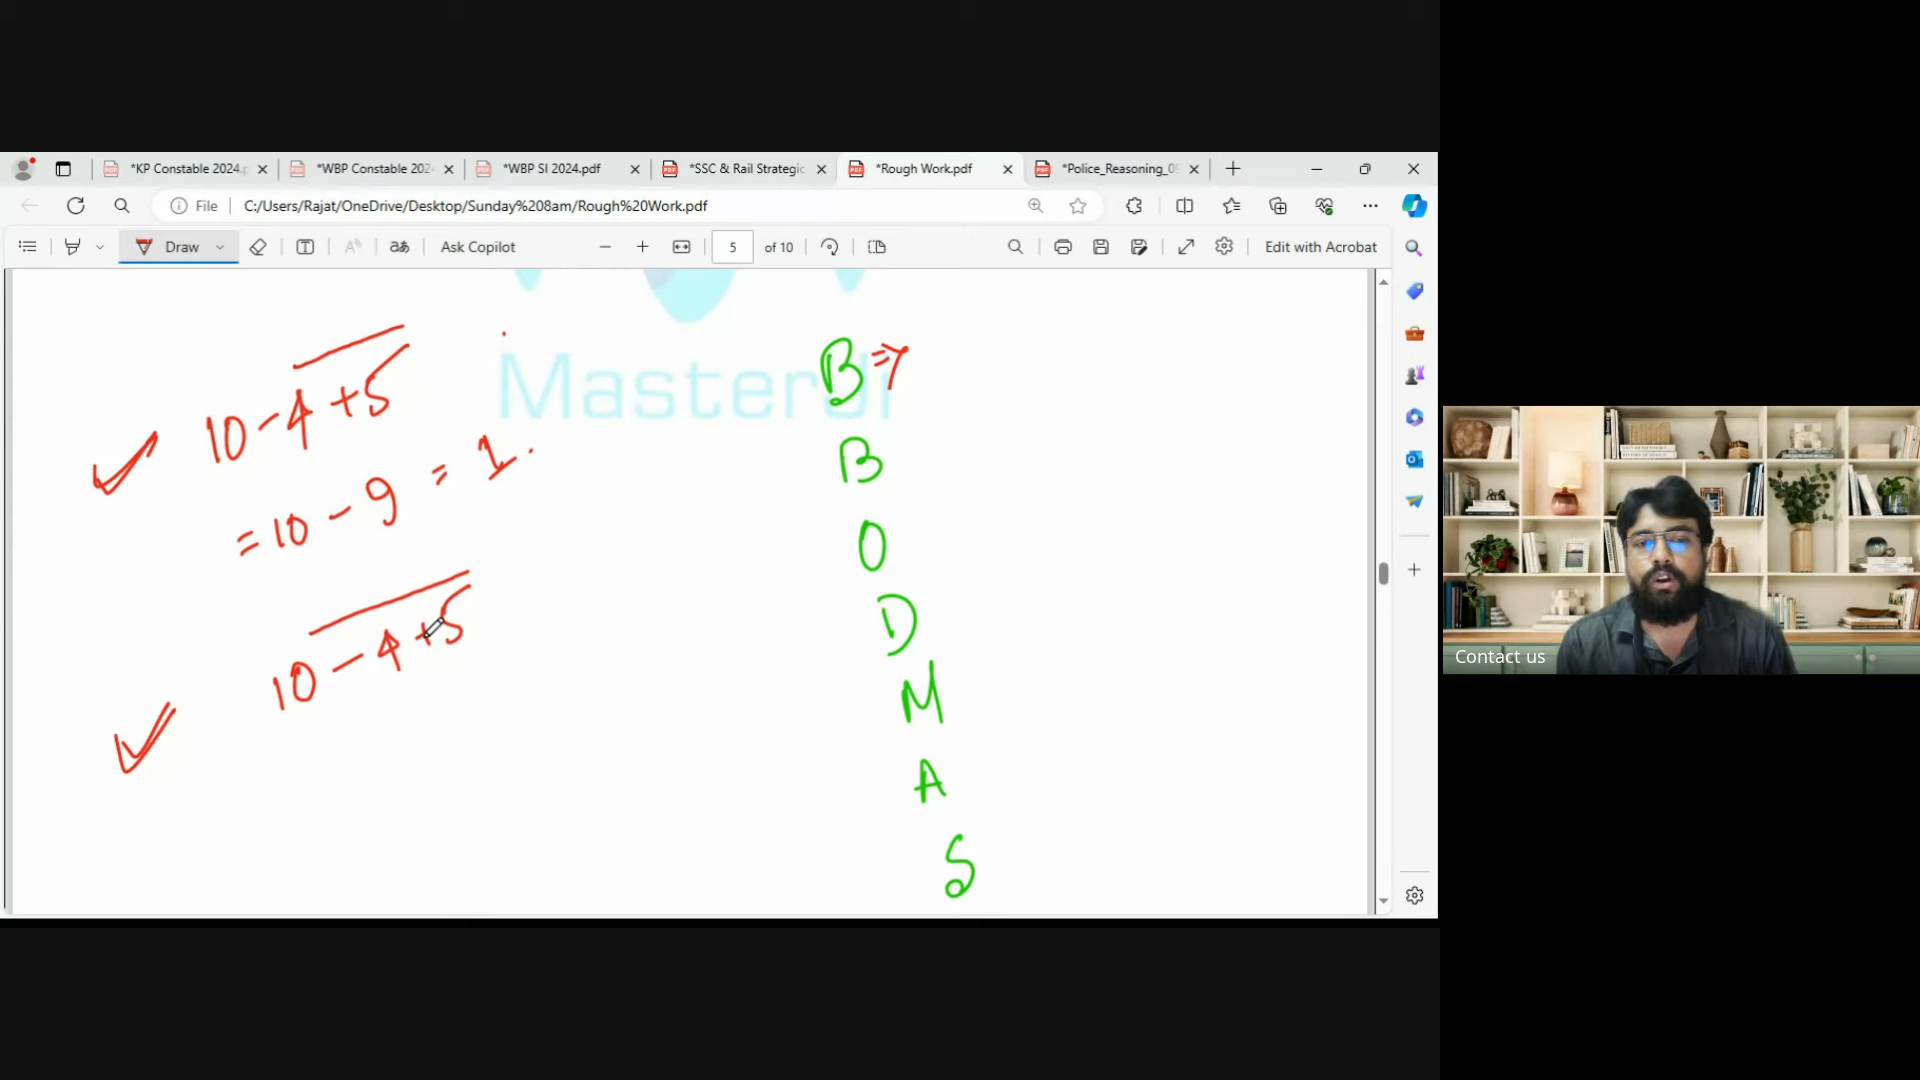 *KP Constable 2024.p
*WBP Constable 202
*WBP SI 2024.pdf
*SSC & Rail Strategic
*Rough Work.pdf
*Police_Reasoning_09
File
C:/Users/Rajat/OneDrive/Desktop/Sunday%208am/Rough%20Work.pdf
Draw
Ask Copilot
5
of 10
Edit with Acrobat
10 - 4 + 5
= 10 - 9 = 1.
10 - 4 + 5
Masterdi
B ⇒
B
O
D
M
A
S
Contact us